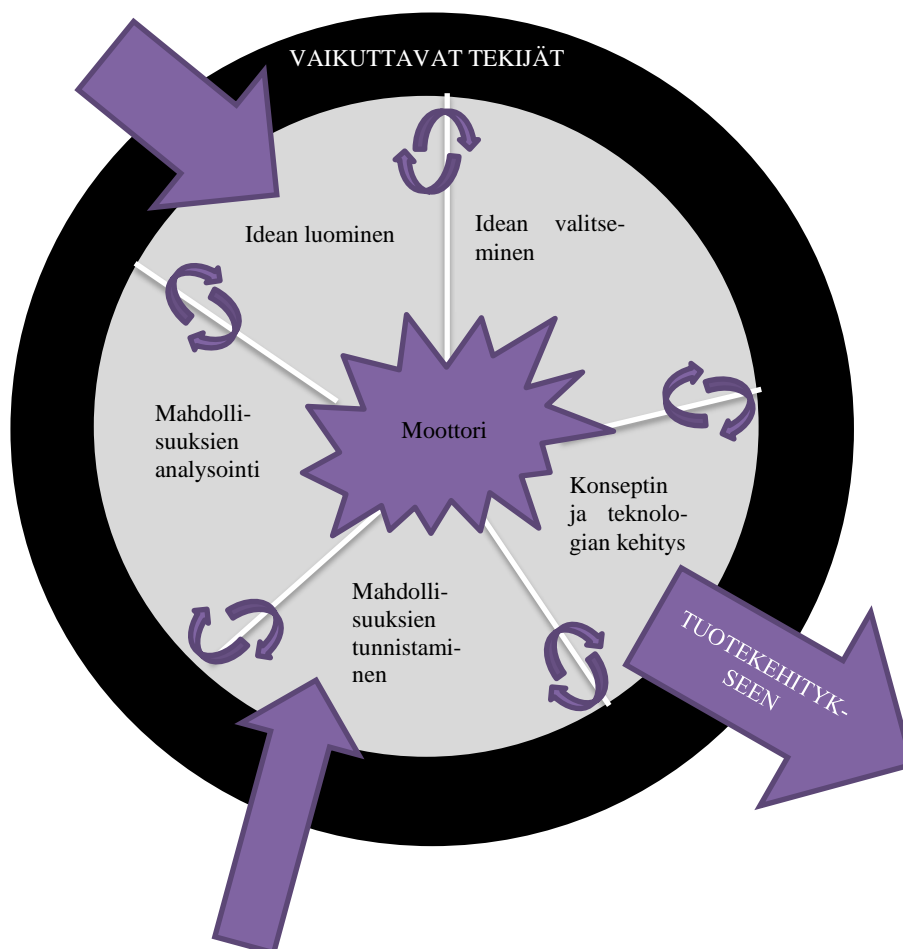 VAIKUTTAVAT TEKIJÄT
Idean luominen
Idean valitse-
minen
Mahdolli-
suuksien
analysointi
Moottori
Konseptin
ja teknolo-
gian kehitys
Mahdolli-
suuksien
tunnistami-
nen
TUOTEKEHITYK-
SEEN